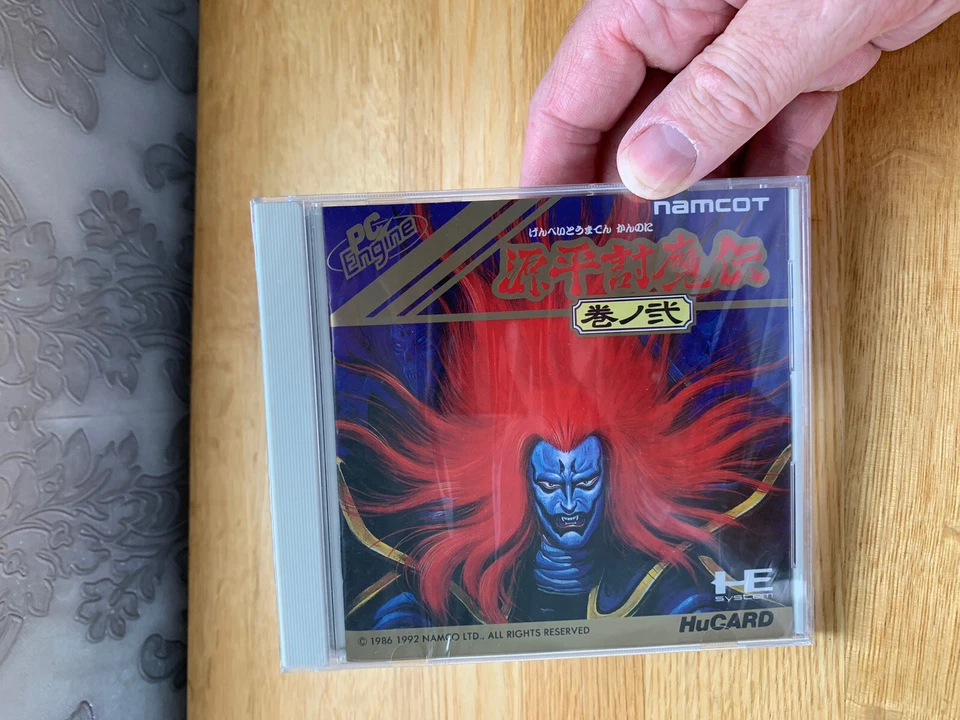 PC Engine
namcoT
げんぺいとうまでん かんのに
源平討魔伝
巻ノ弐
HE SYSTEM
© 1986 1992 NAMCO LTD., ALL RIGHTS RESERVED
HuCARD